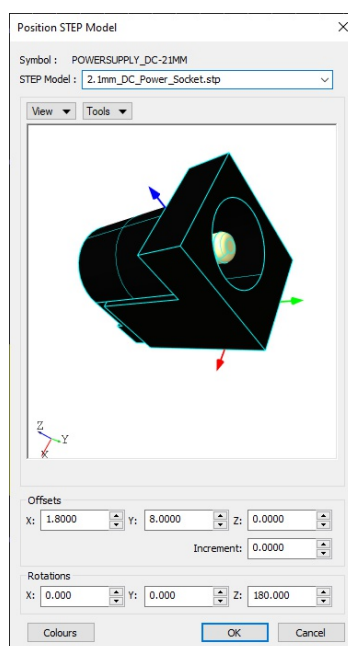 Position STEP Model
Symbol : POWERSUPPLY_DC-21MM
STEP Model : 2.1mm_DC_Power_Socket.stp
View Tools
Z
Y
X
Offsets
X: 1.8000 Y: 8.0000 Z: 0.0000
Increment: 0.0000
Rotations
X: 0.000 Y: 0.000 Z: 180.000
Colours OK Cancel